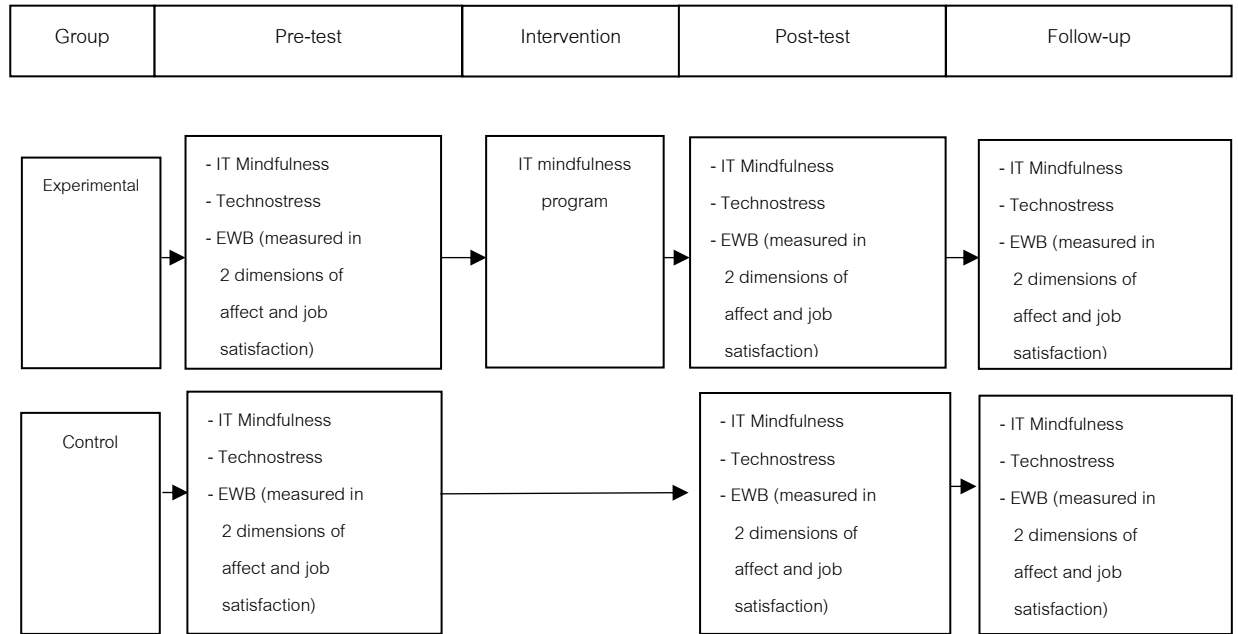 Group Pre-test Intervention Post-test Follow-up
Experimental
- IT Mindfulness
- Technostress
- EWB (measured in
2 dimensions of
affect and job
satisfaction)
IT mindfulness
program
- IT Mindfulness
- Technostress
- EWB (measured in
2 dimensions of
affect and job
satisfaction)
- IT Mindfulness
- Technostress
- EWB (measured in
2 dimensions of
affect and job
satisfaction)
Control
- IT Mindfulness
- Technostress
- EWB (measured in
2 dimensions of
affect and job
satisfaction)
- IT Mindfulness
- Technostress
- EWB (measured in
2 dimensions of
affect and job
satisfaction)
- IT Mindfulness
- Technostress
- EWB (measured in
2 dimensions of
affect and job
satisfaction)